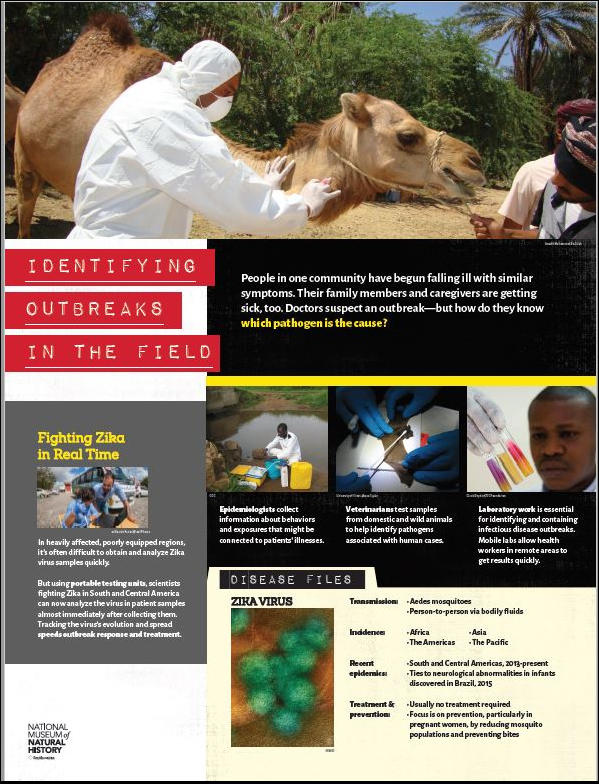 IDENTIFYING
OUTBREAKS
IN THE FIELD
People in one community have begun falling ill with similar
symptoms. Their family members and caregivers are getting
sick, too. Doctors suspect an outbreak—but how do they know
which pathogen is the cause?
Fighting Zika
in Real Time
In heavily affected, poorly equipped regions,
it's often difficult to obtain and analyze Zika
virus samples quickly.
But using portable testing units, scientists
fighting Zika in South and Central America
can now analyze the virus in patient samples
almost immediately after collecting them.
Tracking the virus's evolution and spread
speeds outbreak response and treatment.
Epidemiologists collect
information about behaviors
and exposures that might be
connected to patients' illnesses.
Veterinarians test samples
from domestic and wild animals
to help identify pathogens
associated with human cases.
Laboratory work is essential
for identifying and containing
infectious disease outbreaks.
Mobile labs allow health
workers in remote areas to
get results quickly.
DISEASE FILES
ZIKA VIRUS
Transmission: • Aedes mosquitoes
• Person-to-person via bodily fluids
Incidence: • Africa • Asia
• The Americas • The Pacific
Recent • South and Central Americas, 2013-present
epidemics: • Ties to neurological abnormalities in infants
discovered in Brazil, 2015
Treatment & • Usually no treatment required
prevention: • Focus is on prevention, particularly in
pregnant women, by reducing mosquito
populations and preventing bites
NATIONAL
MUSEUM of
NATURAL
HISTORY
Smithsonian